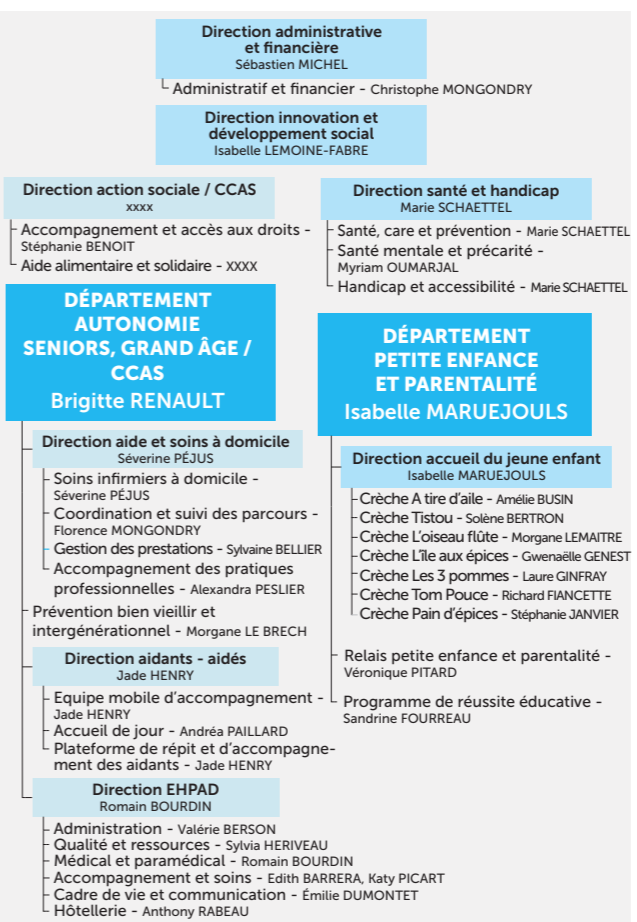 Direction administrative
et financière
Sébastien MICHEL
Administratif et financier - Christophe MONGONDRY
Direction innovation et
développement social
Isabelle LEMOINE-FABRE
Direction action sociale / CCAS
xxxx
Accompagnement et accès aux droits -
Stéphanie BENOIT
Aide alimentaire et solidaire - XXXX
Direction santé et handicap
Marie SCHAETTEL
Santé, care et prévention - Marie SCHAETTEL
Santé mentale et précarité -
Myriam OUMARJAL
Handicap et accessibilité - Marie SCHAETTEL
DÉPARTEMENT
AUTONOMIE
SENIORS, GRAND ÂGE /
CCAS
Brigitte RENAULT
Direction aide et soins à domicile
Séverine PÉJUS
Soins infirmiers à domicile -
Séverine PÉJUS
Coordination et suivi des parcours -
Florence MONGONDRY
Gestion des prestations - Sylvaine BELLIER
Accompagnement des pratiques
professionnelles - Alexandra PESLIER
Prévention bien vieillir et
intergénérationnel - Morgane LE BRECH
Direction aidants - aidés
Jade HENRY
Equipe mobile d'accompagnement -
Jade HENRY
Accueil de jour - Andréa PAILLARD
Plateforme de répit et d'accompagne-
ment des aidants - Jade HENRY
Direction EHPAD
Romain BOURDIN
Administration - Valérie BERSON
Qualité et ressources - Sylvia HERIVEAU
Médical et paramédical - Romain BOURDIN
Accompagnement et soins - Edith BARRERA, Katy PICART
Cadre de vie et communication - Émilie DUMONTET
Hôtellerie - Anthony RABEAU
DÉPARTEMENT
PETITE ENFANCE
ET PARENTALITÉ
Isabelle MARUEJOULS
Direction accueil du jeune enfant
Isabelle MARUEJOULS
Crèche A tire d'aile - Amélie BUSIN
Crèche Tistou - Solène BERTRON
Crèche L'oiseau flûte - Morgane LEMAITRE
Crèche L'île aux épices - Gwenaëlle GENEST
Crèche Les 3 pommes - Laure GINFRAY
Crèche Tom Pouce - Richard FIANCETTE
Crèche Pain d'épices - Stéphanie JANVIER
Relais petite enfance et parentalité -
Véronique PITARD
Programme de réussite éducative -
Sandrine FOURREAU